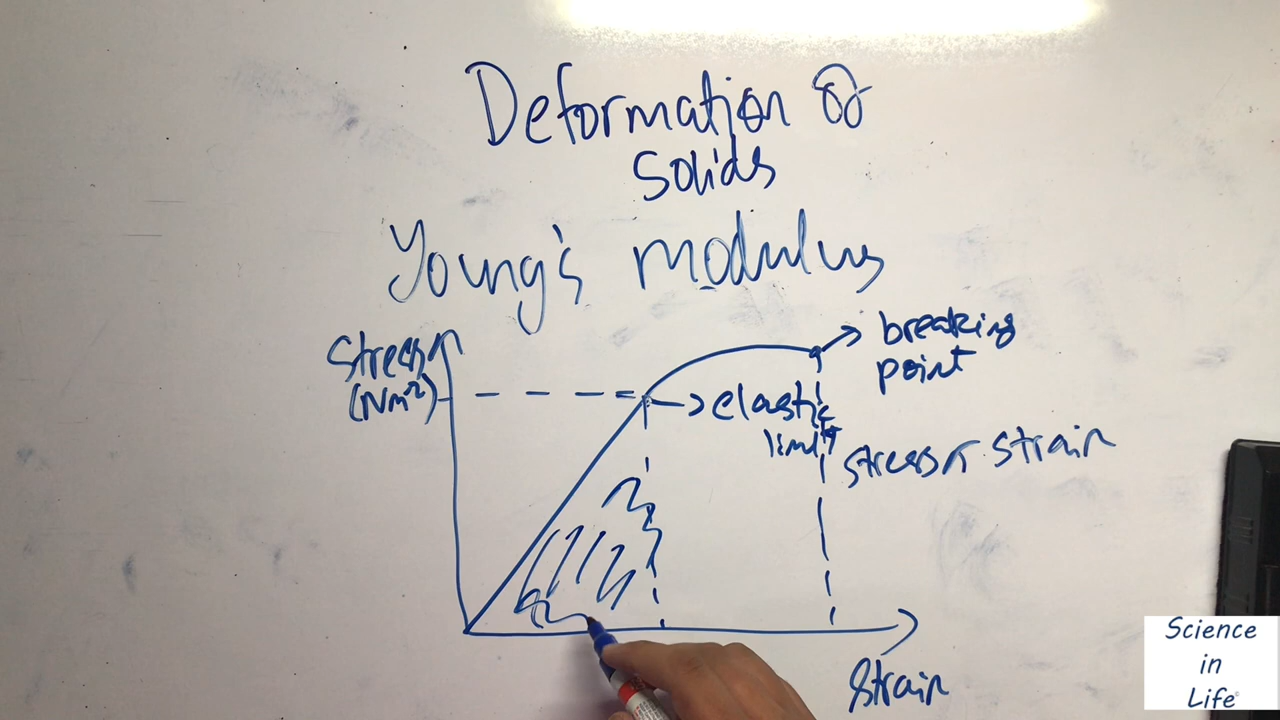 Deformation of
Solids
Young's modulus
Stress
(Nm⁻²)
breaking
point
elastic
limit
stress ∝ strain
Strain
Science
in
Life